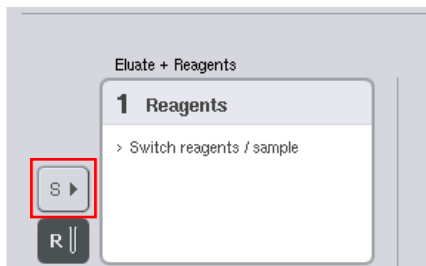 Eluate + Reagents
1 Reagents
> Switch reagents / sample
S
R